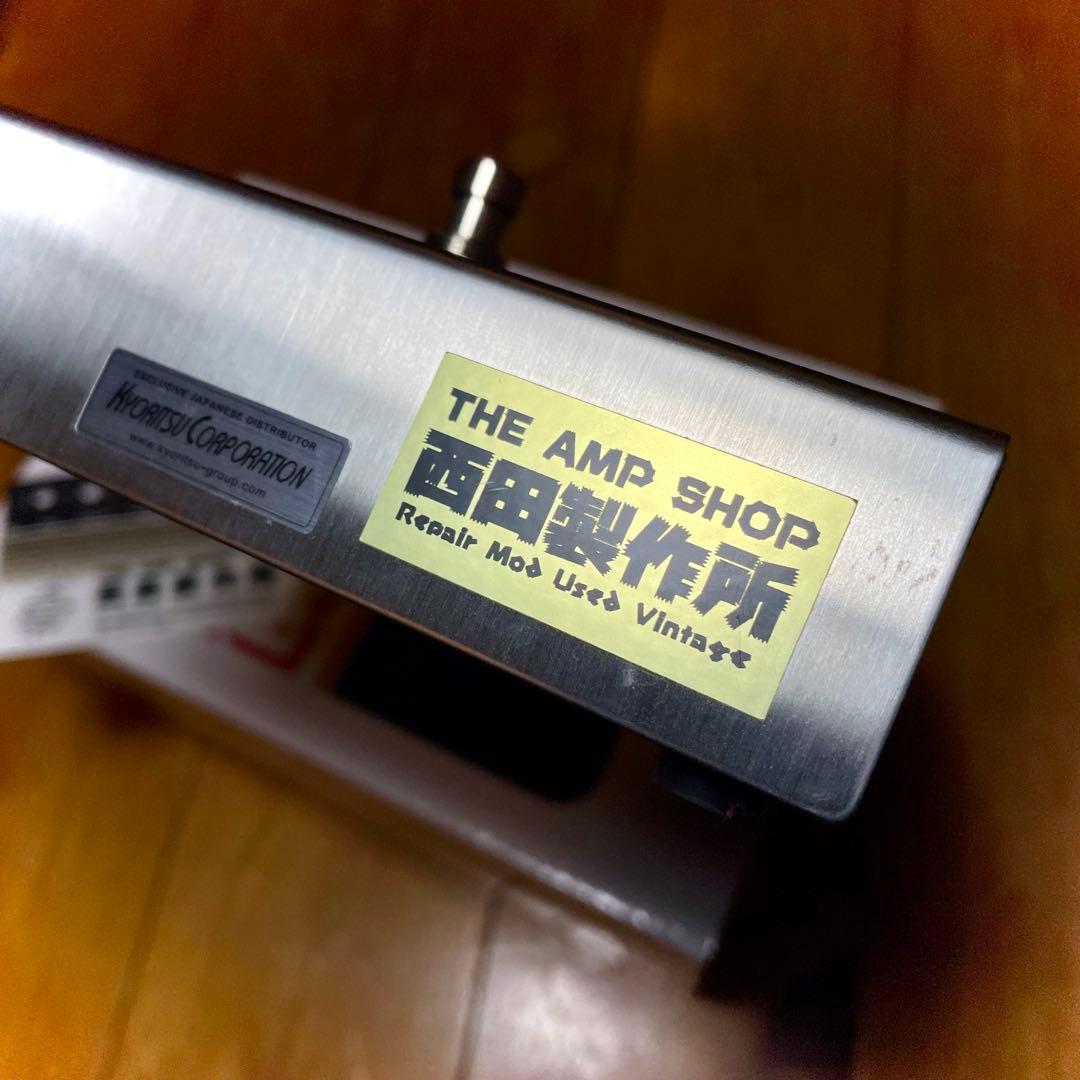 EXCLUSIVE JAPANESE DISTRIBUTOR
KYORITSU CORPORATION
www.kyoritsu-group.com
THE AMP SHOP
西田製作所
Repair Mod Used Vintage